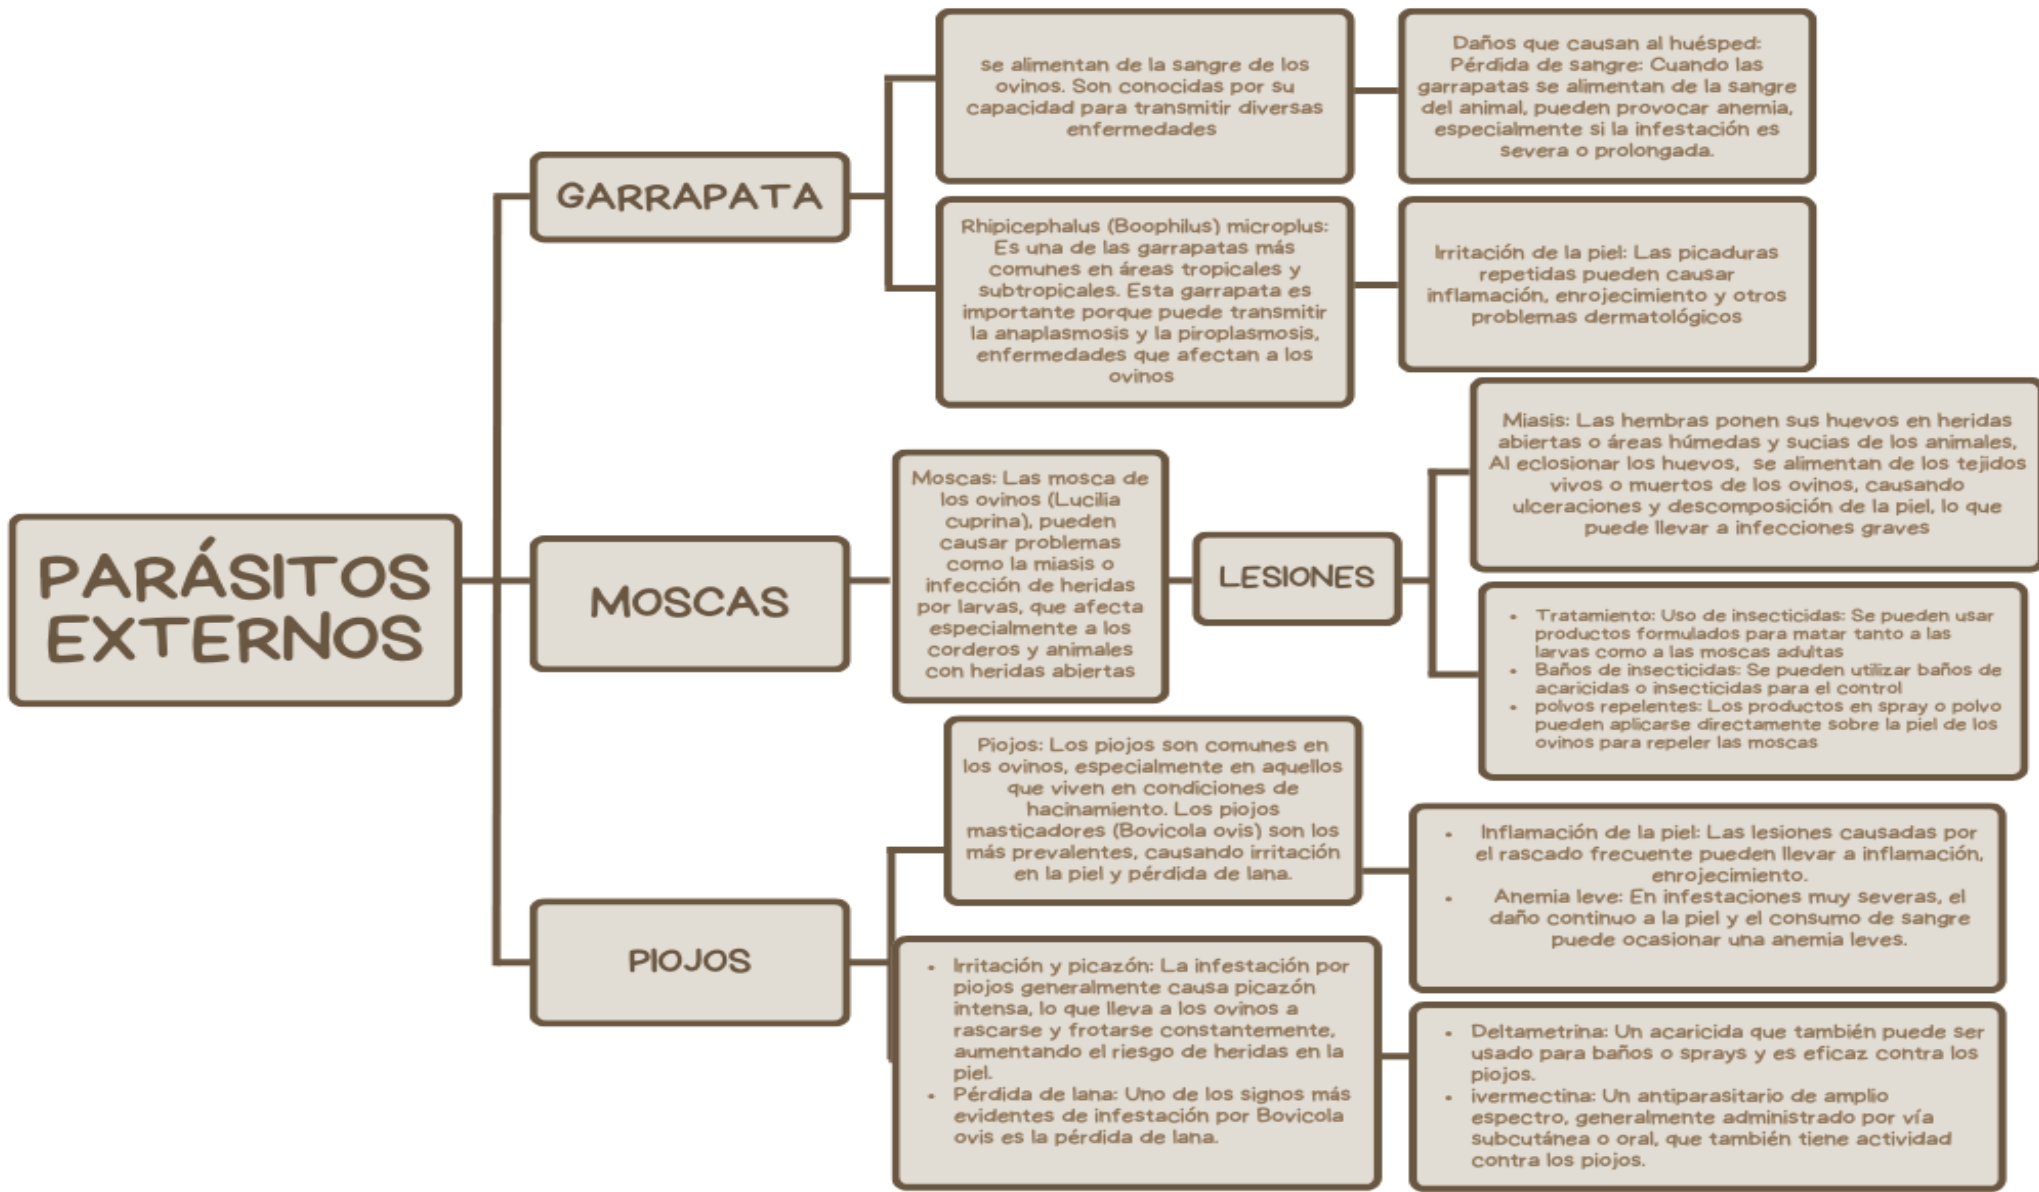 PARÁSITOS
EXTERNOS
GARRAPATA
se alimentan de la sangre de los
ovinos. Son conocidas por su
capacidad para transmitir diversas
enfermedades
Daños que causan al huésped:
Pérdida de sangre: Cuando las
garrapatas se alimentan de la sangre
del animal, pueden provocar anemia,
especialmente si la infestación es
severa o prolongada.
Rhipicephalus (Boophilus) microplus:
Es una de las garrapatas más
comunes en áreas tropicales y
subtropicales. Esta garrapata es
importante porque puede transmitir
la anaplasmosis y la piroplasmosis,
enfermedades que afectan a los
ovinos
Irritación de la piel: Las picaduras
repetidas pueden causar
inflamación, enrojecimiento y otros
problemas dermatológicos
MOSCAS
Moscas: Las mosca de
los ovinos (Lucilia
cuprina), pueden
causar problemas
como la miasis o
infección de heridas
por larvas, que afecta
especialmente a los
corderos y animales
con heridas abiertas
LESIONES
Miasis: Las hembras ponen sus huevos en heridas
abiertas o áreas húmedas y sucias de los animales,
Al eclosionar los huevos, se alimentan de los tejidos
vivos o muertos de los ovinos, causando
ulceraciones y descomposición de la piel, lo que
puede llevar a infecciones graves
• Tratamiento: Uso de insecticidas: Se pueden usar
productos formulados para matar tanto a las
larvas como a las moscas adultas
• Baños de insecticidas: Se pueden utilizar baños de
acaricidas o insecticidas para el control
• polvos repelentes: Los productos en spray o polvo
pueden aplicarse directamente sobre la piel de los
ovinos para repeler las moscas
PIOJOS
Piojos: Los piojos son comunes en
los ovinos, especialmente en aquellos
que viven en condiciones de
hacinamiento. Los piojos
masticadores (Bovicola ovis) son los
más prevalentes, causando irritación
en la piel y pérdida de lana.
• Inflamación de la piel: Las lesiones causadas por
el rascado frecuente pueden llevar a inflamación,
enrojecimiento.
• Anemia leve: En infestaciones muy severas, el
daño continuo a la piel y el consumo de sangre
puede ocasionar una anemia leves.
• Irritación y picazón: La infestación por
piojos generalmente causa picazón
intensa, lo que lleva a los ovinos a
rascarse y frotarse constantemente,
aumentando el riesgo de heridas en la
piel.
• Pérdida de lana: Uno de los signos más
evidentes de infestación por Bovicola
ovis es la pérdida de lana.
• Deltametrina: Un acaricida que también puede ser
usado para baños o sprays y es eficaz contra los
piojos.
• ivermectina: Un antiparasitario de amplio
espectro, generalmente administrado por vía
subcutánea o oral, que también tiene actividad
contra los piojos.